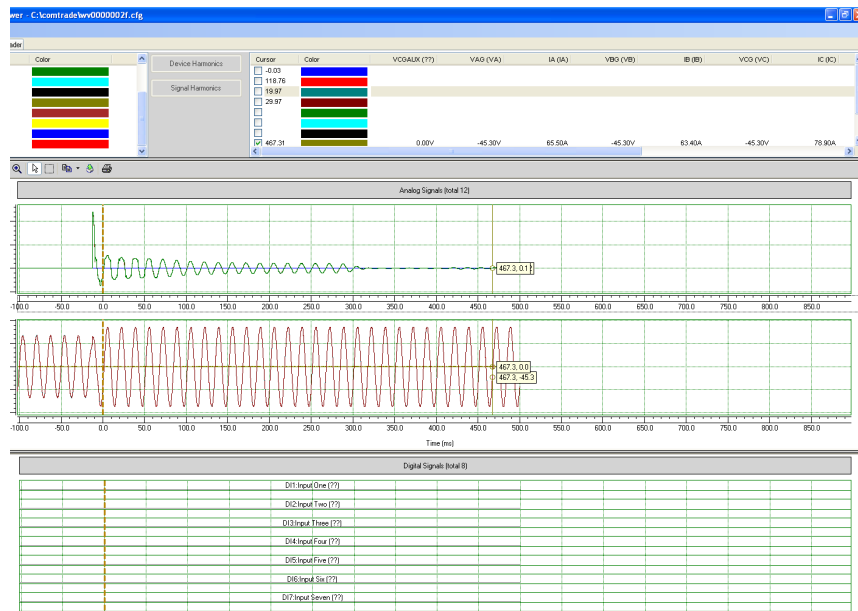 wer - C:\comtrade\wv0000002f.cfg
ader
Color
Device Harmonics
Signal Harmonics
Cursor Color VCGAUX (??) VAG (VA) IA (IA) VBG (VB) IB (IB) VCG (VC) IC (IC)
-0.03
118.76
19.97
29.97
467.31 0.00V -45.30V 65.50A -45.30V 63.40A -45.30V 78.90A
Analog Signals (total 12)
467.3, 0.1
-100.0 -50.0 0.0 50.0 100.0 150.0 200.0 250.0 300.0 350.0 400.0 450.0 500.0 550.0 600.0 650.0 700.0 750.0 800.0 850.0
467.3, 0.0
467.3, -45.3
-100.0 -50.0 0.0 50.0 100.0 150.0 200.0 250.0 300.0 350.0 400.0 450.0 500.0 550.0 600.0 650.0 700.0 750.0 800.0 850.0
Time (ms)
Digital Signals (total 8)
DI1:Input One (??)
DI2:Input Two (??)
DI3:Input Three (??)
DI4:Input Four (??)
DI5:Input Five (??)
DI6:Input Six (??)
DI7:Input Seven (??)